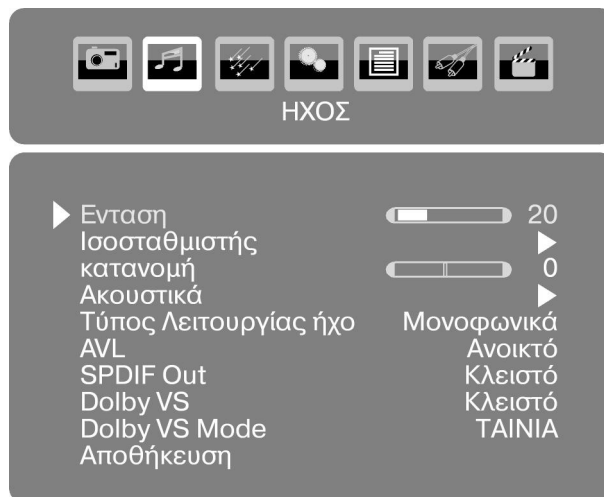 ΗΧΟΣ
Ενταση 20
Ισοσταθμιστής
κατανομή 0
Ακουστικά
Τύπος Λειτουργίας ήχο Μονοφωνικά
AVL Ανοικτό
SPDIF Out Κλειστό
Dolby VS Κλειστό
Dolby VS Mode ΤΑΙΝΙΑ
Αποθήκευση